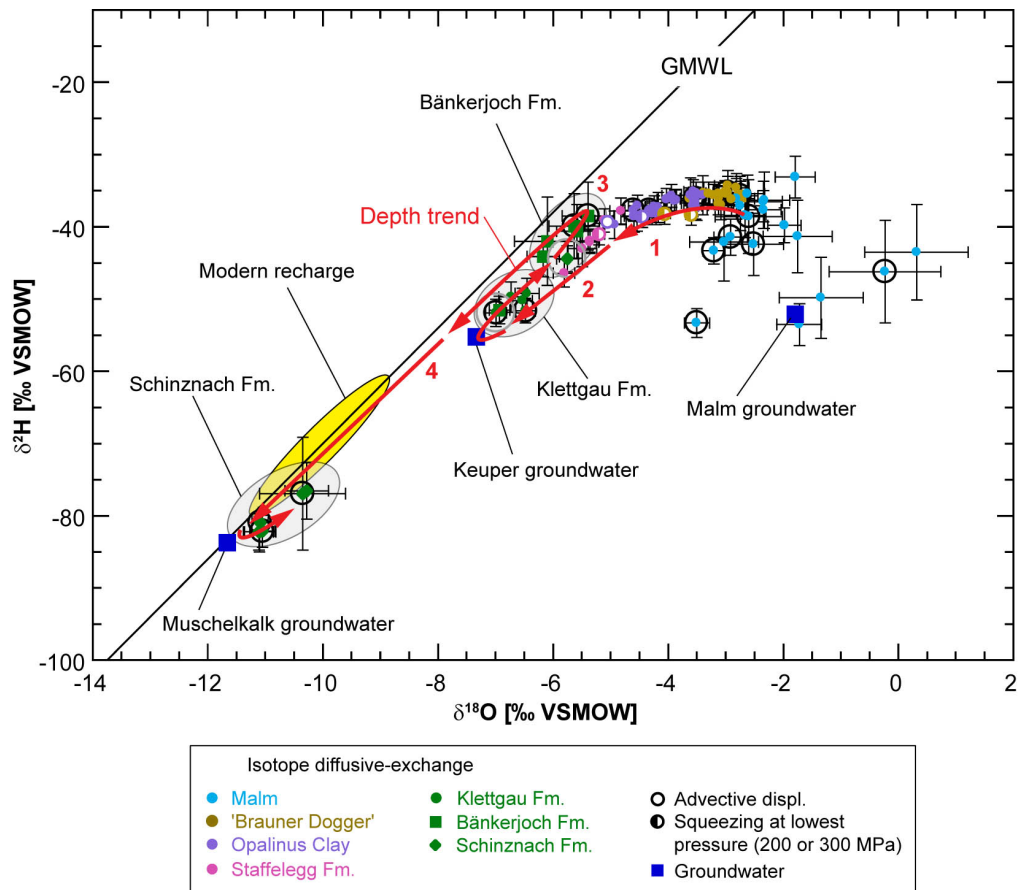 GMWL
Bänkerjoch Fm.
3
Depth trend
1
Modern recharge
2
4
Schinznach Fm.
Klettgau Fm.
Malm groundwater
Keuper groundwater
Muschelkalk groundwater
-20
-40
-60
-80
-100
δ²H [‰ VSMOW]
-14 -12 -10 -8 -6 -4 -2 0 2
δ¹⁸O [‰ VSMOW]
Isotope diffusive-exchange
Malm
'Brauner Dogger'
Opalinus Clay
Staffelegg Fm.
Klettgau Fm.
Bänkerjoch Fm.
Schinznach Fm.
Advective displ.
Squeezing at lowest
pressure (200 or 300 MPa)
Groundwater